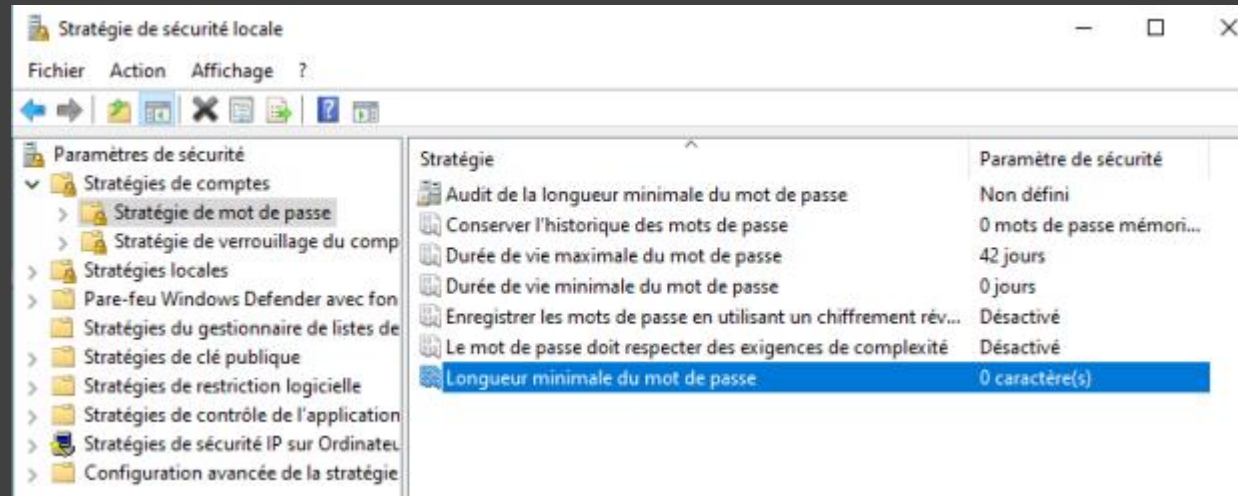 Stratégie de sécurité locale
Fichier Action Affichage ?
Paramètres de sécurité
Stratégies de comptes
Stratégie de mot de passe
Stratégie de verrouillage du comp
Stratégies locales
Pare-feu Windows Defender avec fon
Stratégies du gestionnaire de listes de
Stratégies de clé publique
Stratégies de restriction logicielle
Stratégies de contrôle de l'application
Stratégies de sécurité IP sur Ordinateu
Configuration avancée de la stratégie
Stratégie Paramètre de sécurité
Audit de la longueur minimale du mot de passe Non défini
Conserver l'historique des mots de passe 0 mots de passe mémori...
Durée de vie maximale du mot de passe 42 jours
Durée de vie minimale du mot de passe 0 jours
Enregistrer les mots de passe en utilisant un chiffrement rév... Désactivé
Le mot de passe doit respecter des exigences de complexité Désactivé
Longueur minimale du mot de passe 0 caractère(s)